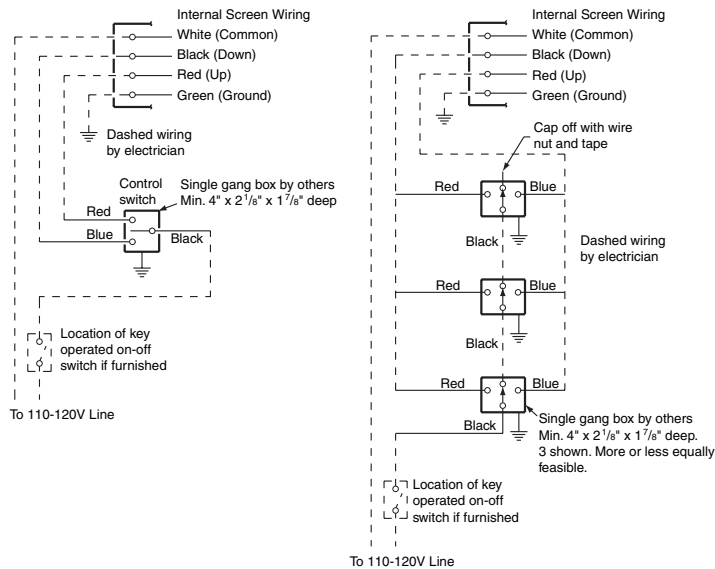 Internal Screen Wiring
White (Common)
Black (Down)
Red (Up)
Green (Ground)
Dashed wiring
by electrician
Control
switch
Single gang box by others
Min. 4" x 2 1/8" x 1 7/8" deep
Red
Blue
Black
Location of key
operated on-off
switch if furnished
To 110-120V Line
Internal Screen Wiring
White (Common)
Black (Down)
Red (Up)
Green (Ground)
Cap off with wire
nut and tape
Red
Blue
Black
Dashed wiring
by electrician
Red
Blue
Black
Red
Blue
Black
Single gang box by others
Min. 4" x 2 1/8" x 1 7/8" deep.
3 shown. More or less equally
feasible.
Location of key
operated on-off
switch if furnished
To 110-120V Line